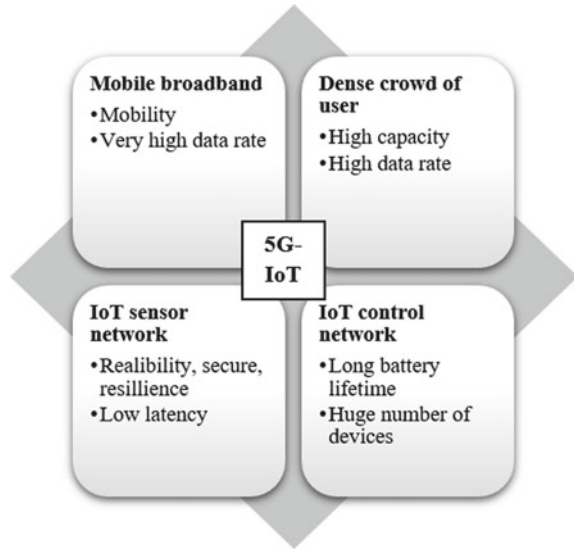 Mobile broadband
•Mobility
•Very high data rate
Dense crowd of
user
•High capacity
•High data rate
5G-
IoT
IoT sensor
network
•Realibility, secure,
resillience
•Low latency
IoT control
network
•Long battery
lifetime
•Huge number of
devices